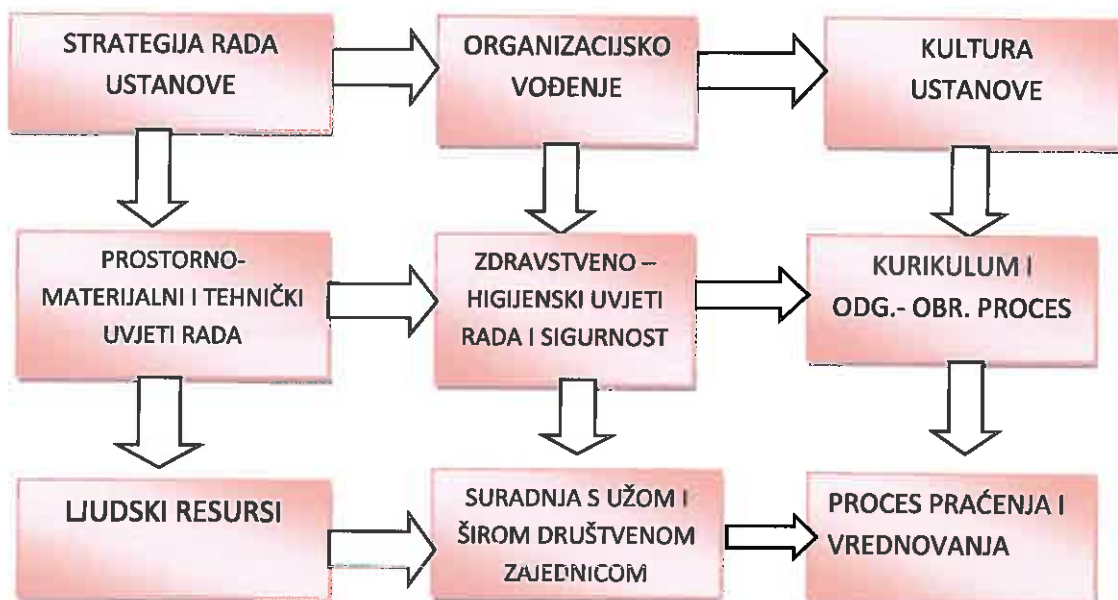 STRATEGIJA RADA
USTANOVE
ORGANIZACIJSKO
VOĐENJE
KULTURA
USTANOVE
PROSTORNO-
MATERIJALNI I TEHNIČKI
UVJETI RADA
ZDRAVSTVENO –
HIGIJENSKI UVJETI
RADA I SIGURNOST
KURIKULUM I
ODG.- OBR. PROCES
LJUDSKI RESURSI
SURADNJA S UŽOM I
ŠIROM DRUŠTVENOM
ZAJEDNICOM
PROCES PRAĆENJA I
VREDNOVANJA